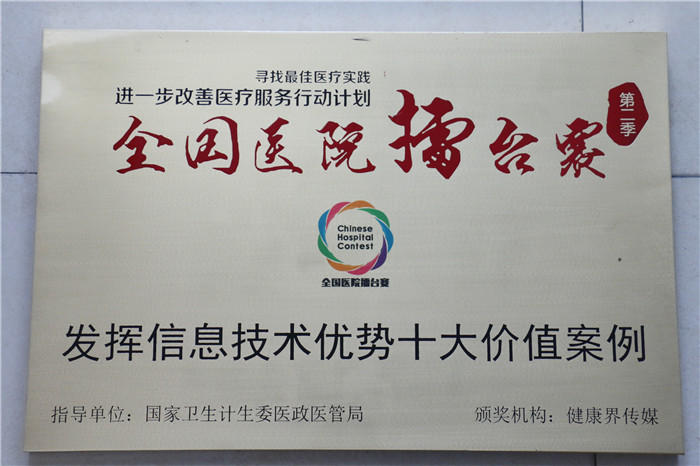 寻找最佳医疗实践
进一步改善医疗服务行动计划
全国医院擂台赛
第二季
Chinese
Hospital
Contest
全国医院擂台赛
发挥信息技术优势十大价值案例
指导单位：国家卫生计生委医政医管局
颁奖机构：健康界传媒